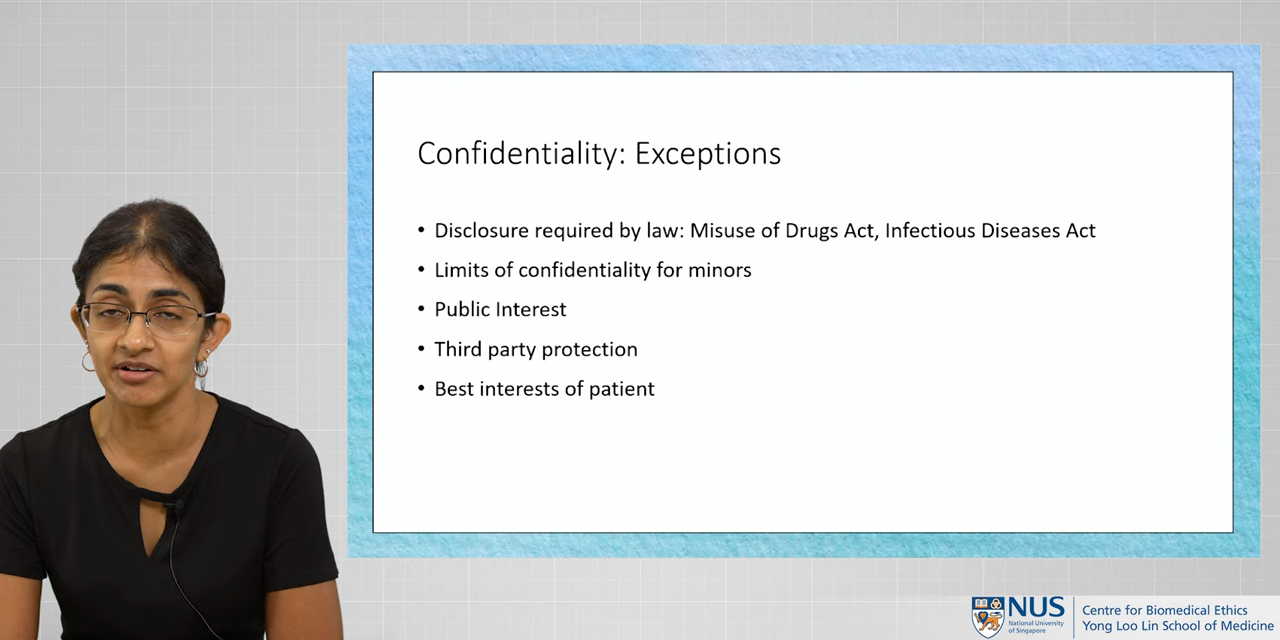 Confidentiality: Exceptions
• Disclosure required by law: Misuse of Drugs Act, Infectious Diseases Act
• Limits of confidentiality for minors
• Public Interest
• Third party protection
• Best interests of patient
NUS
National University
of Singapore
Centre for Biomedical Ethics
Yong Loo Lin School of Medicine